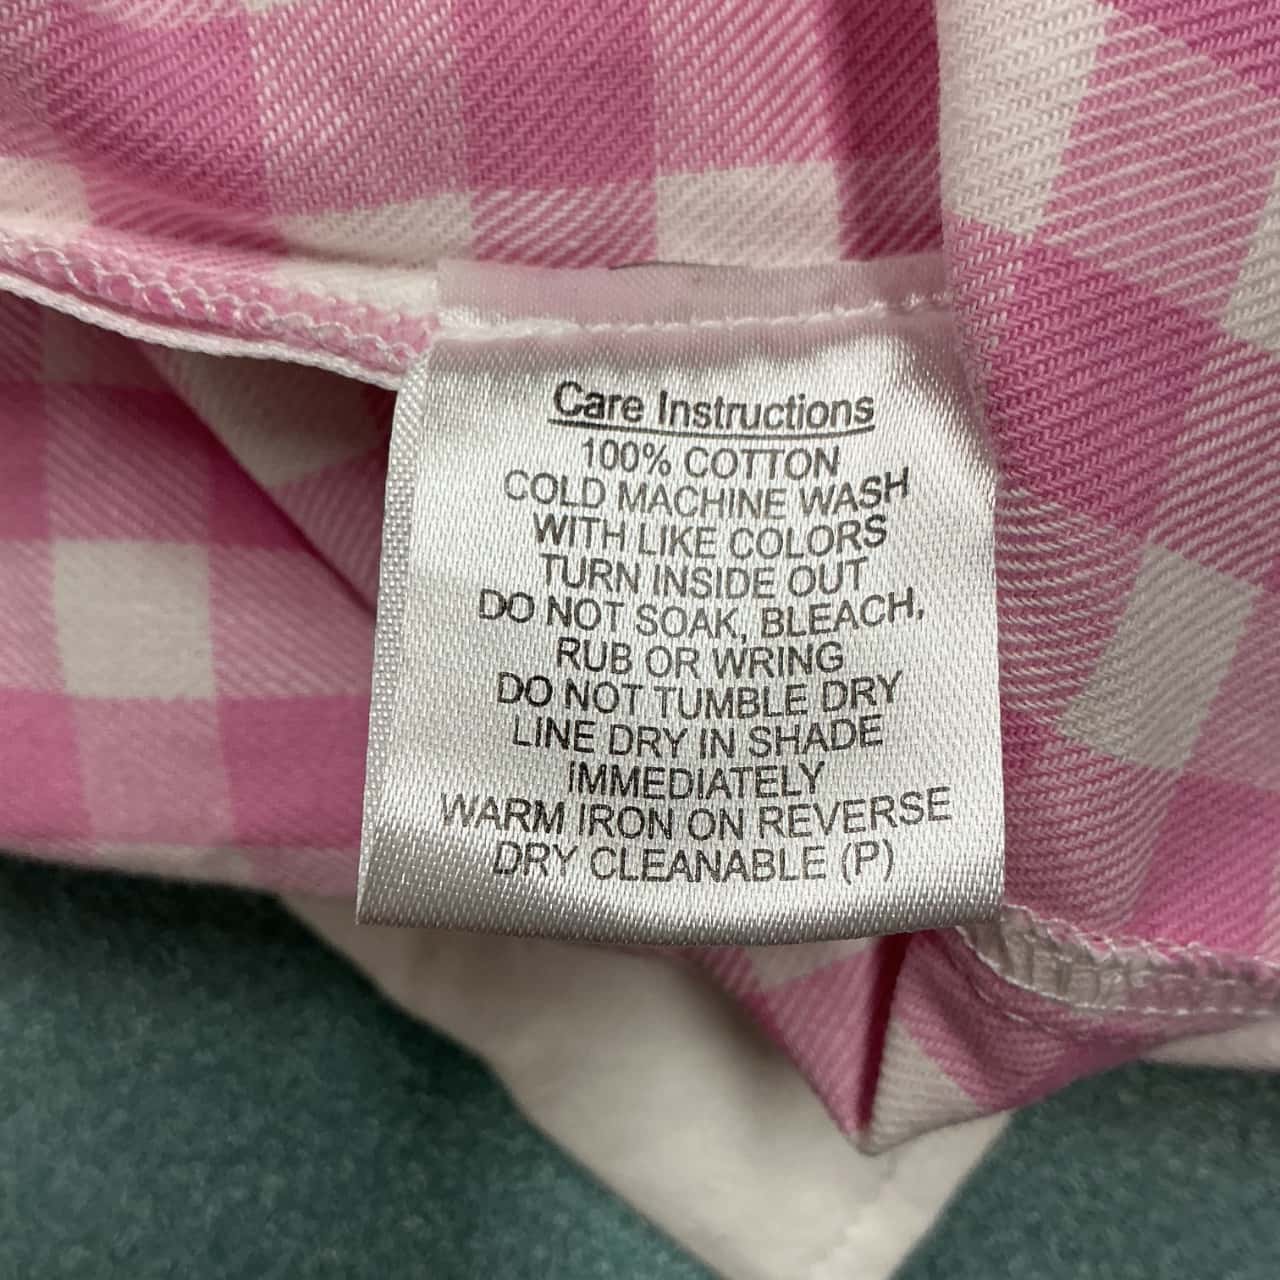 Care Instructions
100% COTTON
COLD MACHINE WASH
WITH LIKE COLORS
TURN INSIDE OUT
DO NOT SOAK, BLEACH,
RUB OR WRING
DO NOT TUMBLE DRY
LINE DRY IN SHADE
IMMEDIATELY
WARM IRON ON REVERSE
DRY CLEANABLE (P)